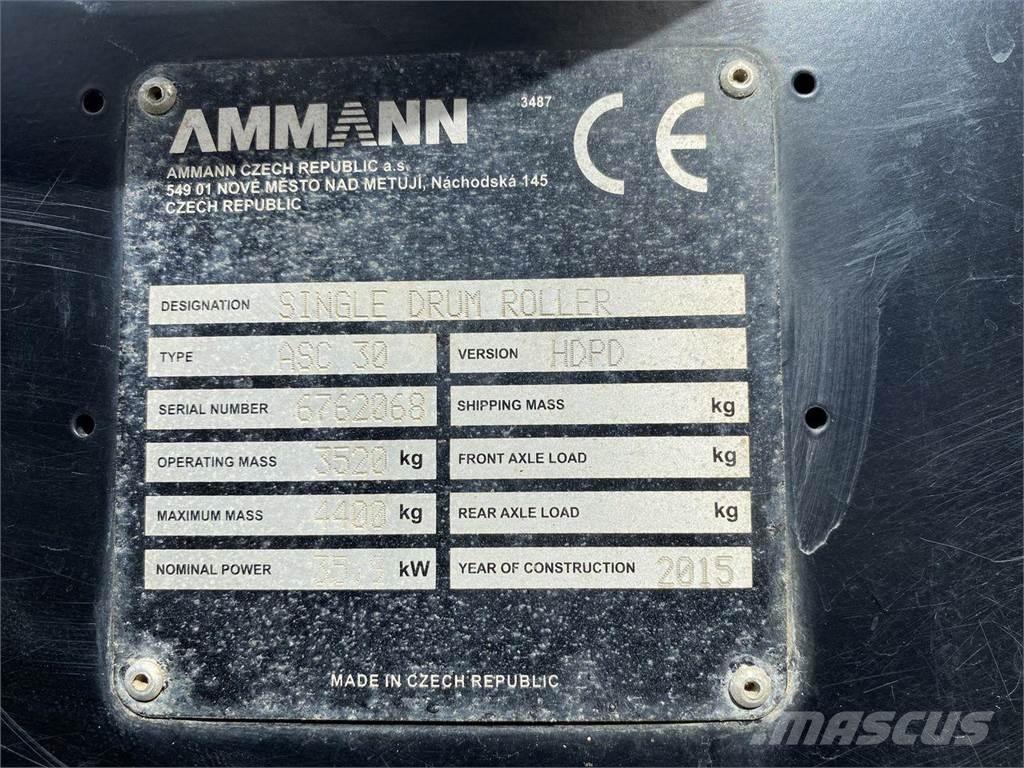 AMMANN
3487
CE
AMMANN CZECH REPUBLIC a.s.
549 01 NOVÉ MĚSTO NAD METUJÍ, Náchodská 145
CZECH REPUBLIC
DESIGNATION SINGLE DRUM ROLLER
TYPE ASC 30 VERSION HDPD
SERIAL NUMBER 6762068 SHIPPING MASS kg
OPERATING MASS 3520 kg FRONT AXLE LOAD kg
MAXIMUM MASS 4400 kg REAR AXLE LOAD kg
NOMINAL POWER kW YEAR OF CONSTRUCTION 2015
MADE IN CZECH REPUBLIC
MASCUS